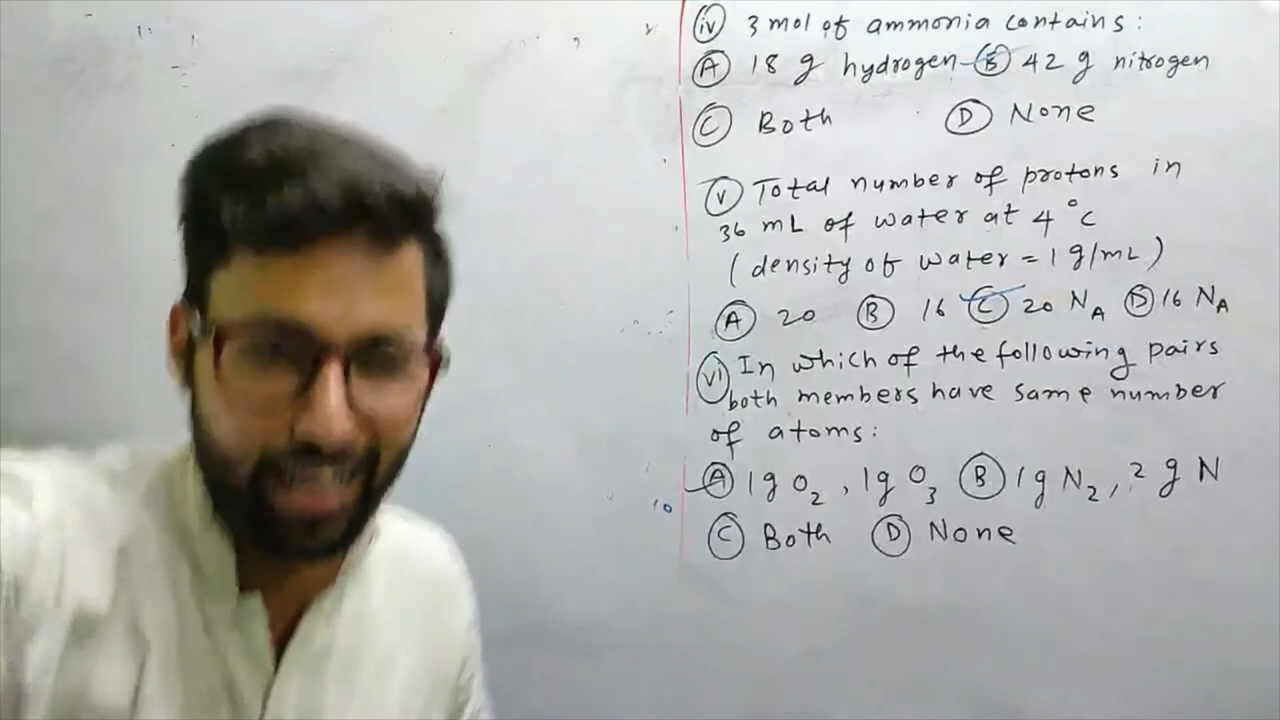 (iv) 3 mol of ammonia contains:
(A) 18 g hydrogen (B) 42 g nitrogen
(C) Both (D) None
(v) Total number of protons in
36 mL of water at 4°C
(density of water = 1 g/mL)
(A) 20 (B) 16 (C) 20 N_A (D) 16 N_A
(vi) In which of the following pairs
both members have same number
of atoms:
(A) 1g O₂, 1g O₃ (B) 1g N₂, 2 g N
(C) Both (D) None